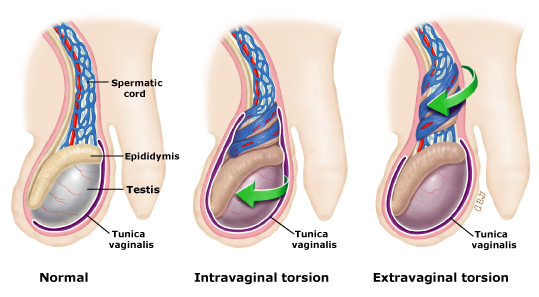 Spermatic
cord
Epididymis
Testis
Tunica
vaginalis
Tunica
vaginalis
Tunica
vaginalis
Normal
Intravaginal torsion
Extravaginal torsion